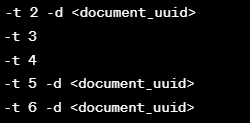 -t 2 -d <document_uuid>
-t 3
-t 4
-t 5 -d <document_uuid>
-t 6 -d <document_uuid>